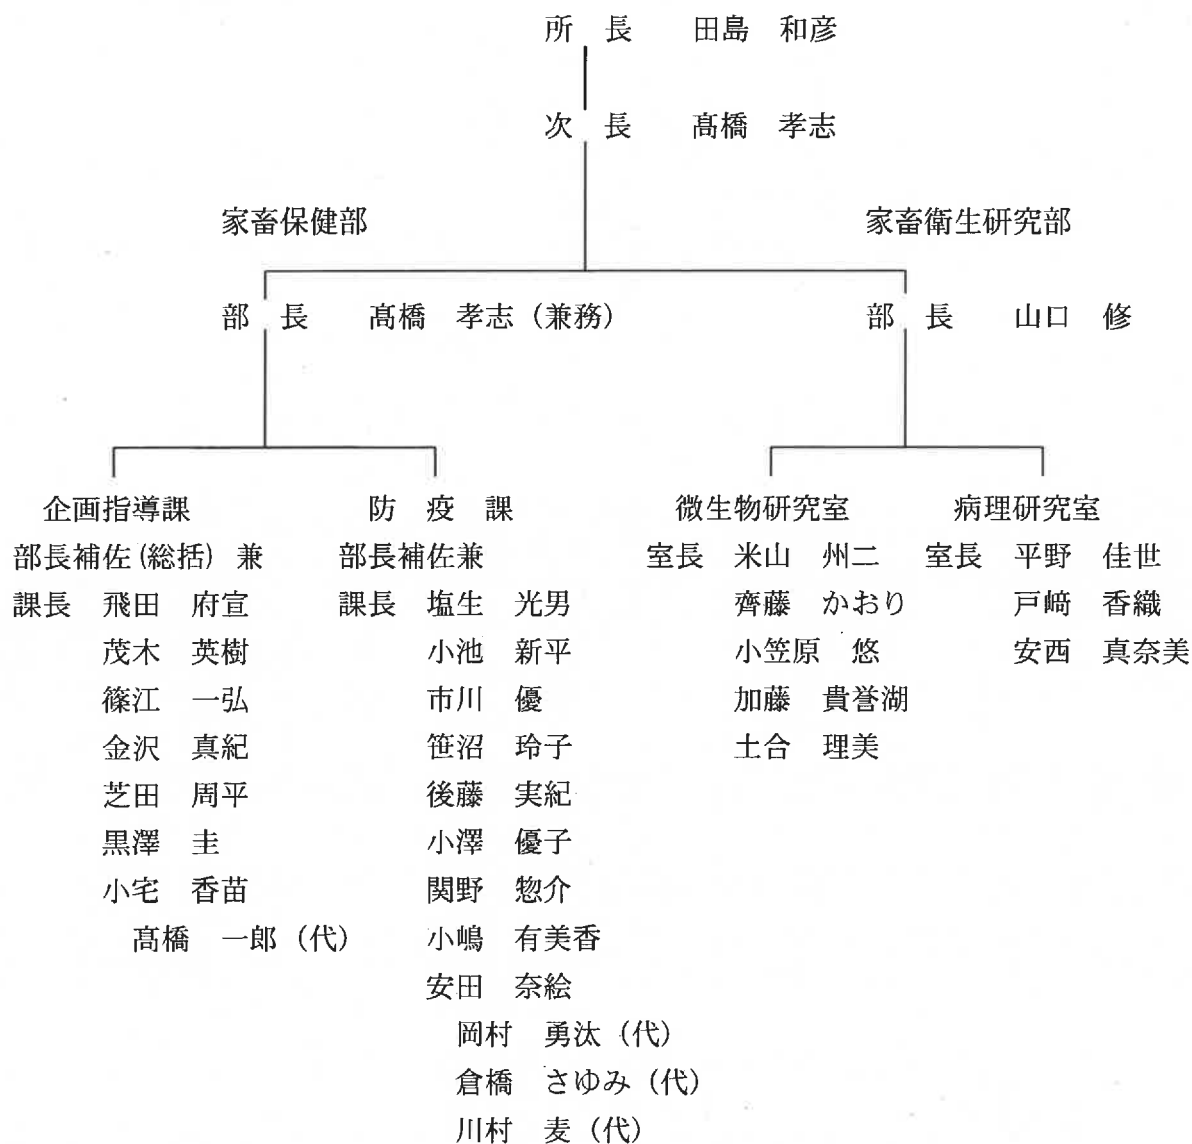 所　長　　田島　和彦
次　長　　髙橋　孝志
家畜保健部
部　長　　髙橋　孝志（兼務）
企画指導課
部長補佐（総括）兼
課長　飛田　府宣
茂木　英樹
篠江　一弘
金沢　真紀
芝田　周平
黒澤　圭
小宅　香苗
髙橋　一郎（代）
防　疫　課
部長補佐兼
課長　塩生　光男
小池　新平
市川　優
笹沼　玲子
後藤　実紀
小澤　優子
関野　惣介
小嶋　有美香
安田　奈絵
岡村　勇汰（代）
倉橋　さゆみ（代）
川村　麦（代）
家畜衛生研究部
部　長　　山口　修
微生物研究室
室長　米山　州二
齊藤　かおり
小笠原　悠
加藤　貴誉湖
土合　理美
病理研究室
室長　平野　佳世
戸﨑　香織
安西　真奈美